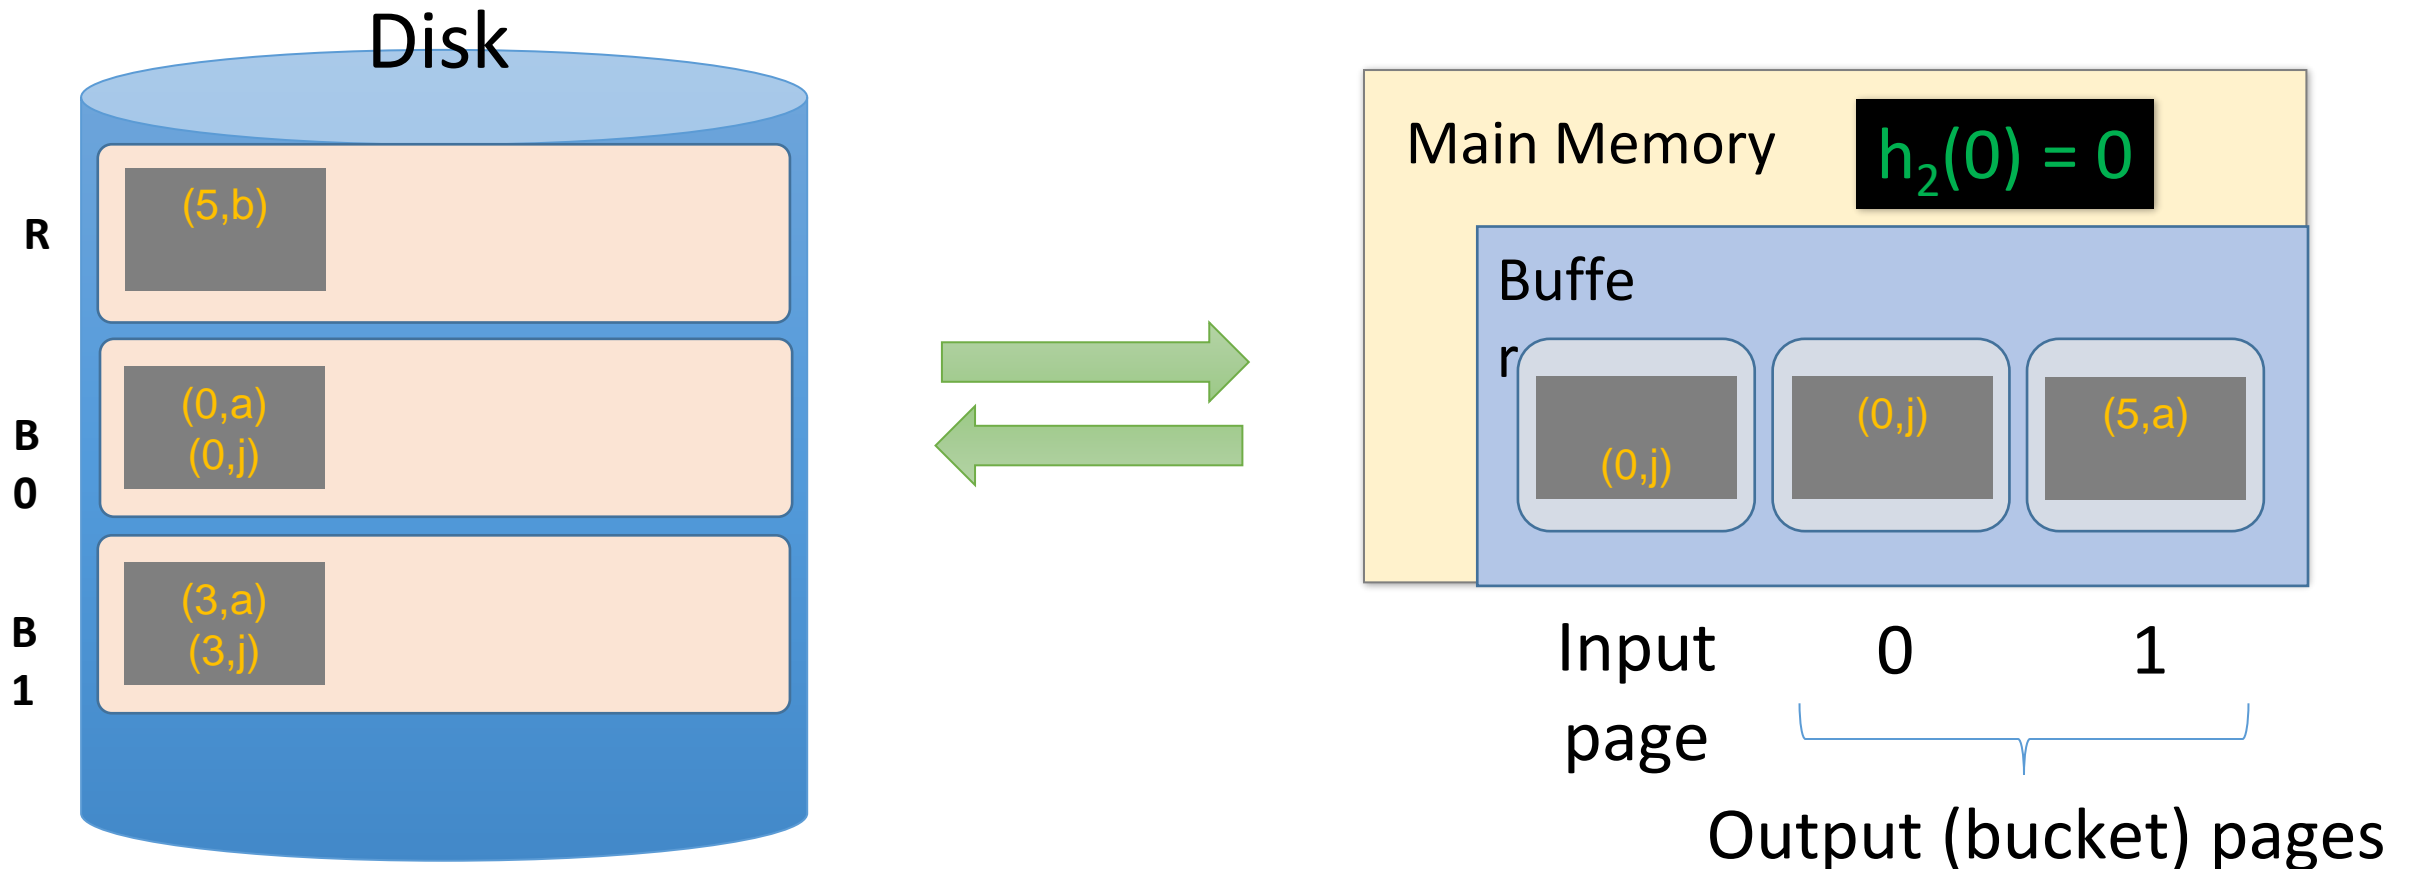 Disk
R
(5,b)
B
0
(0,a)
(0,j)
B
1
(3,a)
(3,j)
Main Memory
h₂(0) = 0
Buffe
r
(0,j)
(0,j)
(5,a)
Input
page
0
1
Output (bucket) pages